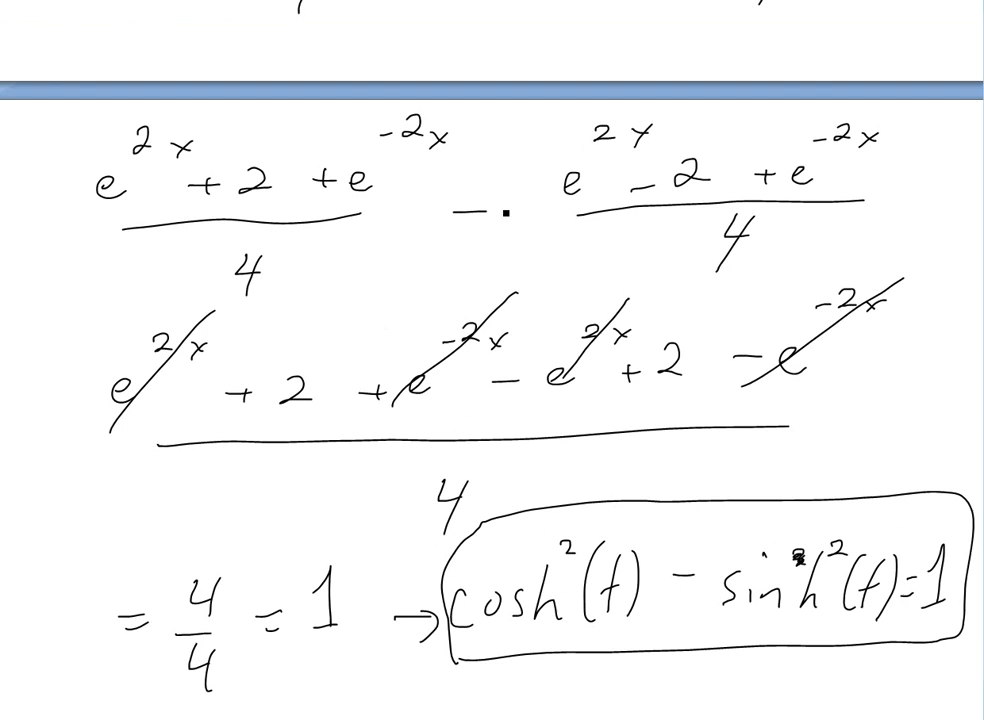 (e^{2x} + 2 + e^{-2x})/4 - (e^{2x} - 2 + e^{-2x})/4
(e^{2x} + 2 + e^{-2x} - e^{2x} + 2 - e^{-2x})/4
= 4/4 = 1 → cosh²(t) - sinh²(t) = 1